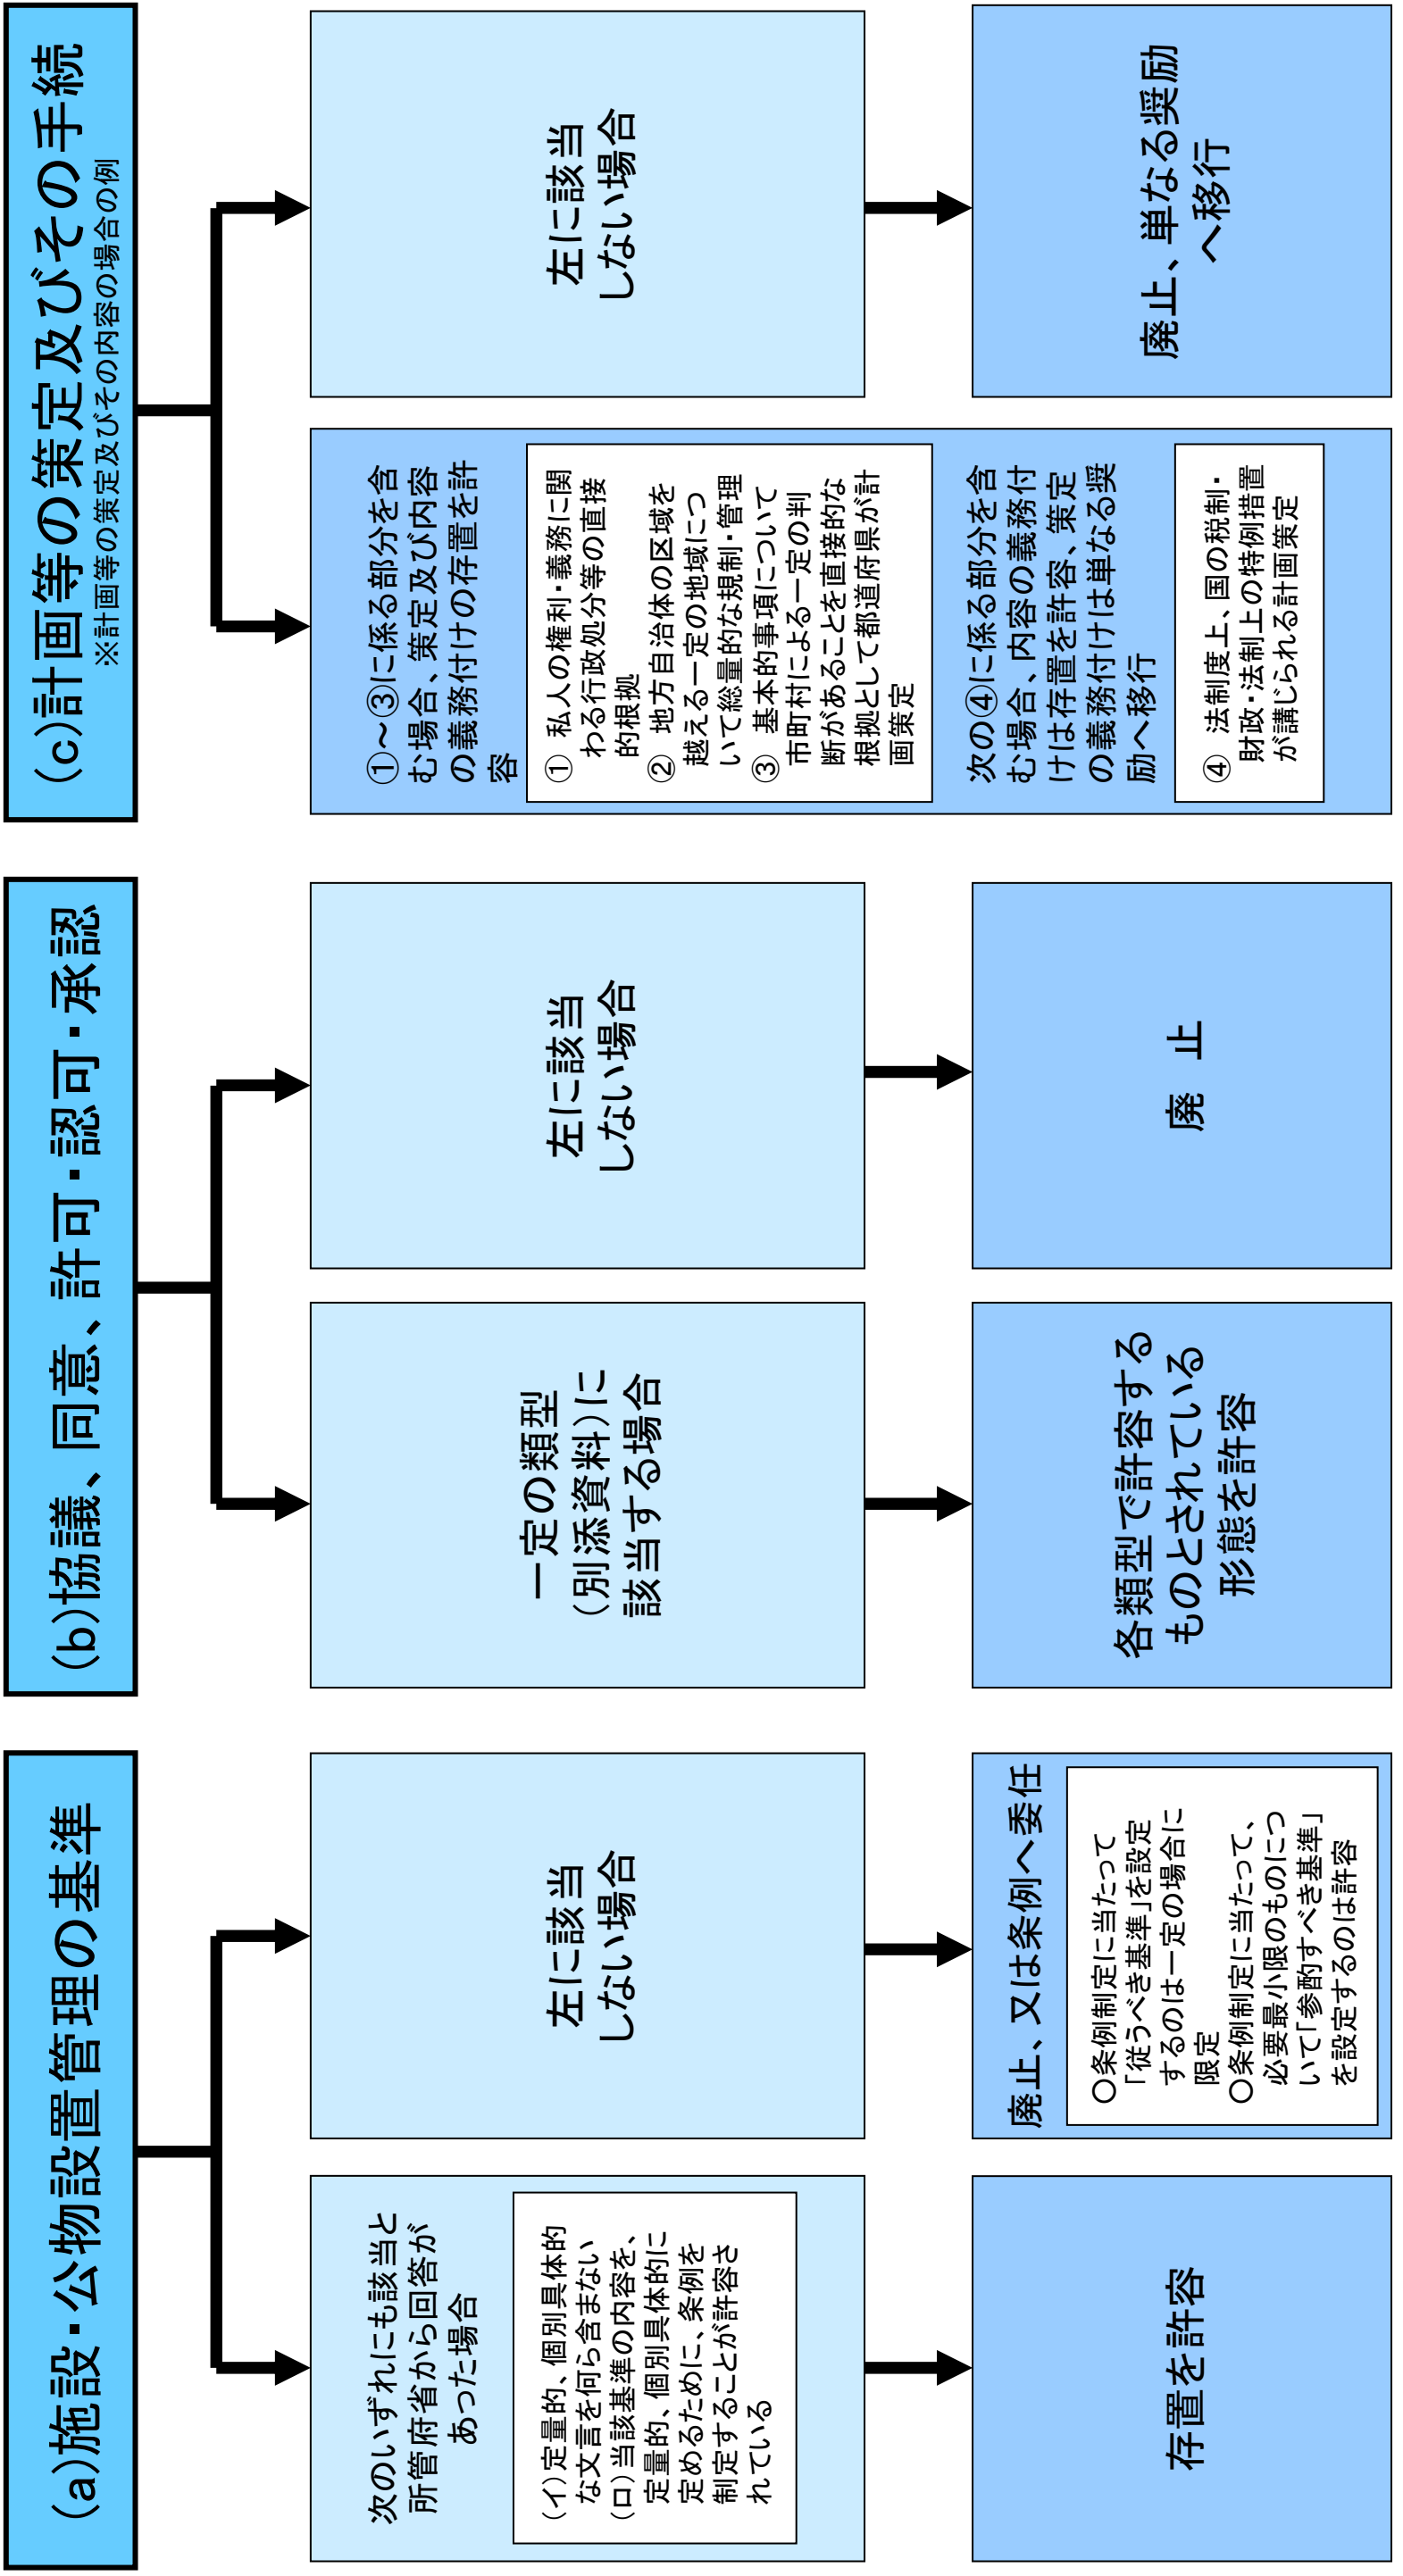 (a)施設・公物設置管理の基準
次のいずれにも該当と
所管府省から回答が
あった場合
(イ)定量的、個別具体的
な文言を何ら含まない
(ロ)当該基準の内容を、
定量的、個別具体的に
定めるために、条例を
制定することが許容さ
れている
存置を許容
左に該当
しない場合
廃止、又は条例へ委任
○条例制定に当たって
「従うべき基準」を設定
するのは一定の場合に
限定
○条例制定に当たって、
必要最小限のものにつ
いて「参酌すべき基準」
を設定するのは許容
(b)協議、同意、許可・認可・承認
一定の類型
(別添資料)に
該当する場合
各類型で許容する
ものとされている
形態を許容
左に該当
しない場合
廃 止
(c)計画等の策定及びその手続
※計画等の策定及びその内容の場合の例
①～③に係る部分を含
む場合、策定及び内容
の義務付けの存置を許
容
① 私人の権利・義務に関
わる行政処分等の直接
的根拠
② 地方自治体の区域を
越える一定の地域につ
いて総量的な規制・管理
③ 基本的事項について
市町村による一定の判
断があることを直接的な
根拠として都道府県が計
画策定
次の④に係る部分を含
む場合、内容の義務付
けは存置を許容、策定
の義務付けは単なる奨
励へ移行
④ 法制度上、国の税制・
財政・法制上の特例措置
が講じられる計画策定
左に該当
しない場合
廃止、単なる奨励
へ移行